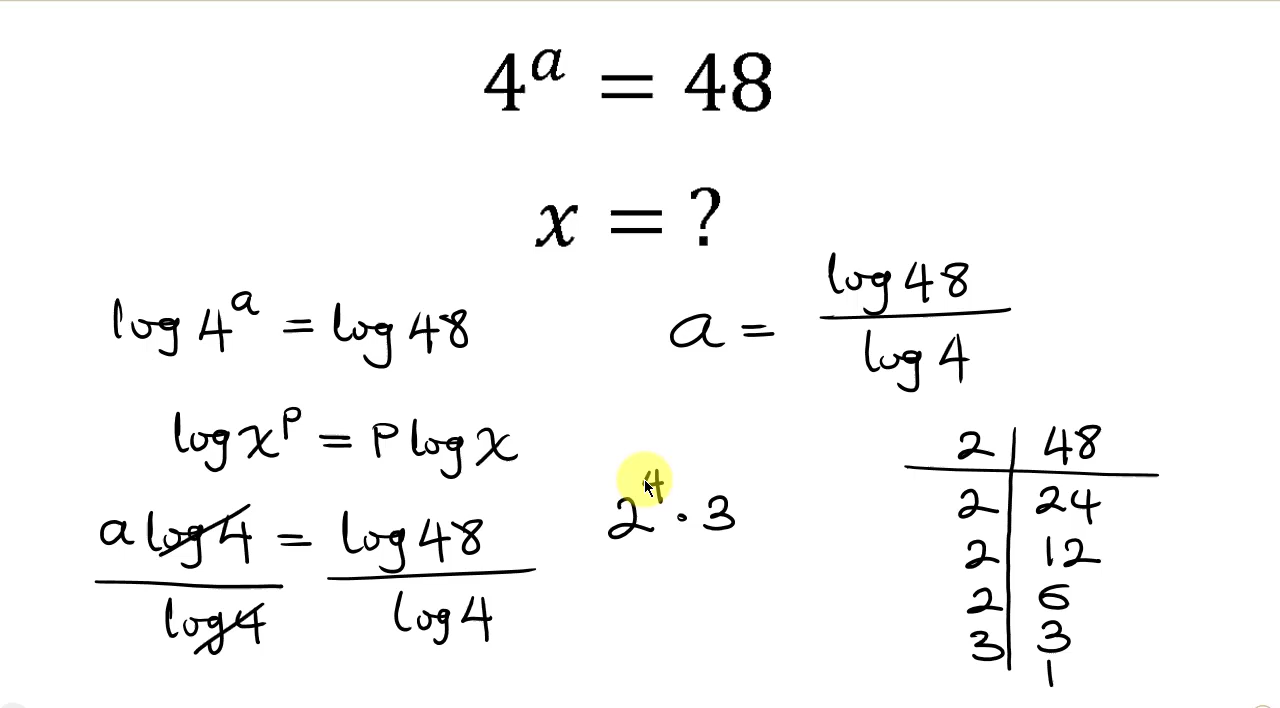 4^a = 48
x = ?
log 4^a = log 48
log x^p = p log x
a log 4 / log 4 = log 48 / log 4
a = log 48 / log 4
2^4 · 3
2 | 48
2 | 24
2 | 12
2 | 6
3 | 3
1